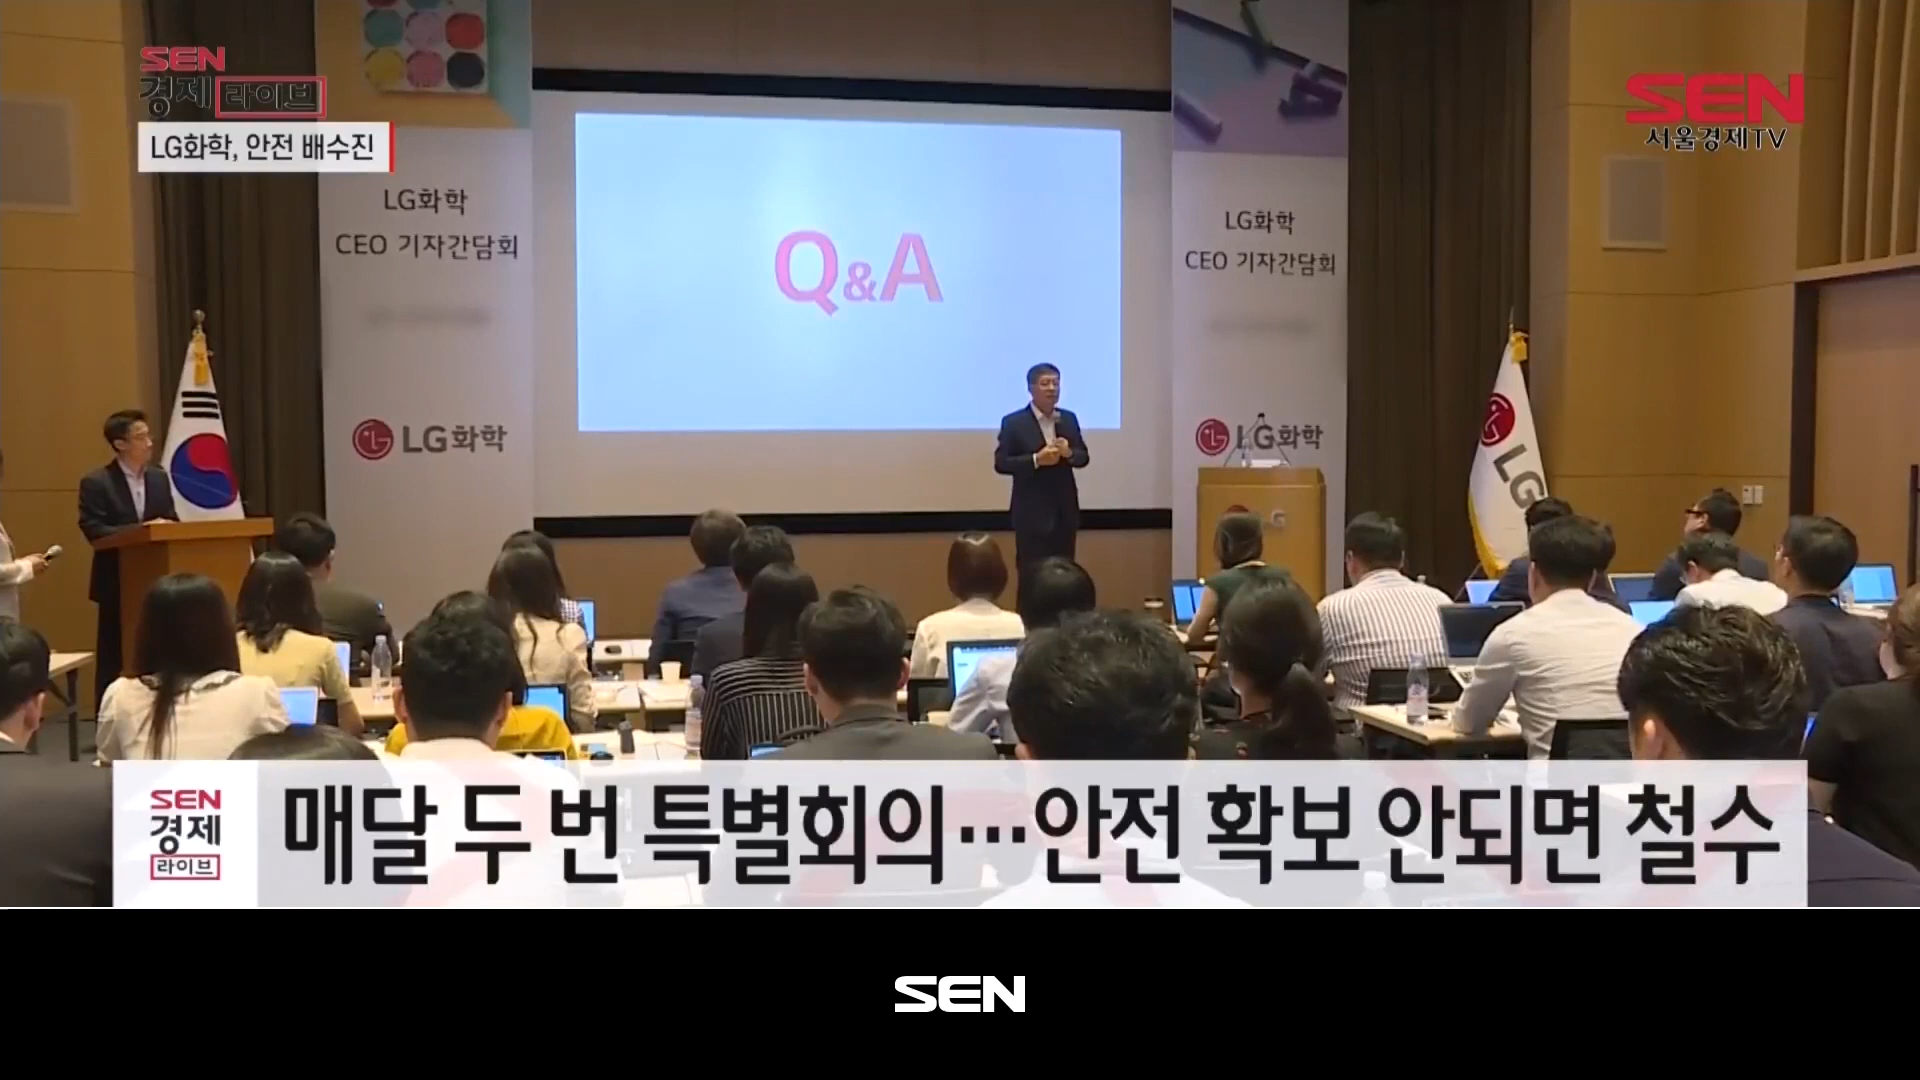 SEN
경제 라이브
LG화학, 안전 배수진
SEN
서울경제TV
LG화학
CEO 기자간담회
LG화학
Q&A
LG화학
CEO 기자간담회
LG화학
LG
SEN
경제
라이브
매달 두 번 특별회의…안전 확보 안되면 철수
SEN